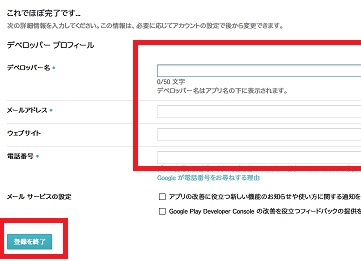 これでほぼ完了です...
次の詳細情報を入力してください。この情報は、必要に応じてアカウントの設定で後から変更できます。
デベロッパー プロフィール
デベロッパー名 *
0/50 文字
デベロッパー名はアプリ名の下に表示されます。
メールアドレス *
ウェブサイト
電話番号 *
Google が電話番号をお尋ねする理由
メール サービスの設定
アプリの改善に役立つ新しい機能のお知らせや使い方に関する通知を
Google Play Developer Console の改善を役立つフィードバックの提供を
登録を終了